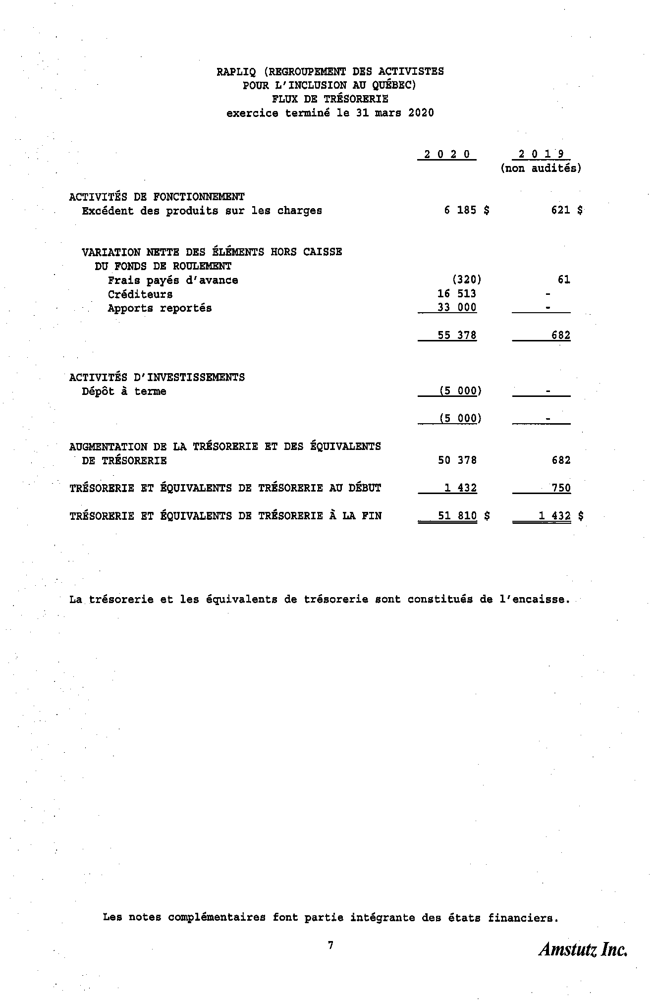 RAPLIQ (REGROUPEMENT DES ACTIVISTES
POUR L'INCLUSION AU QUÉBEC)
FLUX DE TRÉSORERIE
exercice terminé le 31 mars 2020
2 0 2 0 2 0 1 9
(non audités)
ACTIVITÉS DE FONCTIONNEMENT
Excédent des produits sur les charges 6 185 $ 621 $
VARIATION NETTE DES ÉLÉMENTS HORS CAISSE
DU FONDS DE ROULEMENT
Frais payés d'avance (320) 61
Créditeurs 16 513 -
Apports reportés 33 000 -
55 378 682
ACTIVITÉS D'INVESTISSEMENTS
Dépôt à terme (5 000) -
(5 000) -
AUGMENTATION DE LA TRÉSORERIE ET DES ÉQUIVALENTS
DE TRÉSORERIE 50 378 682
TRÉSORERIE ET ÉQUIVALENTS DE TRÉSORERIE AU DÉBUT 1 432 750
TRÉSORERIE ET ÉQUIVALENTS DE TRÉSORERIE À LA FIN 51 810 $ 1 432 $
La trésorerie et les équivalents de trésorerie sont constitués de l'encaisse.
Les notes complémentaires font partie intégrante des états financiers.
7
Amstutz Inc.